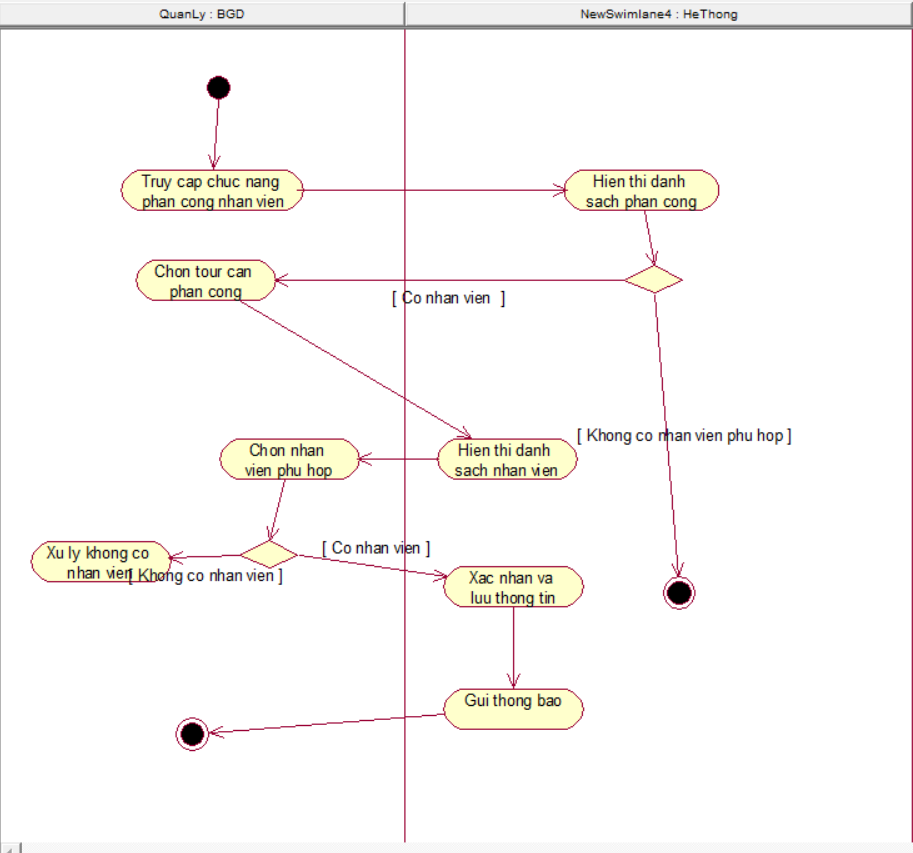 QuanLy : BGD
NewSwimlane4 : HeThong
Truy cap chuc nang
phan cong nhan vien
Hien thi danh
sach phan cong
Chon tour can
phan cong
[ Co nhan vien ]
[ Khong co nhan vien phu hop ]
Chon nhan
vien phu hop
Hien thi danh
sach nhan vien
[ Co nhan vien ]
Xu ly khong co
nhan vien
[ Khong co nhan vien ]
Xac nhan va
luu thong tin
Gui thong bao